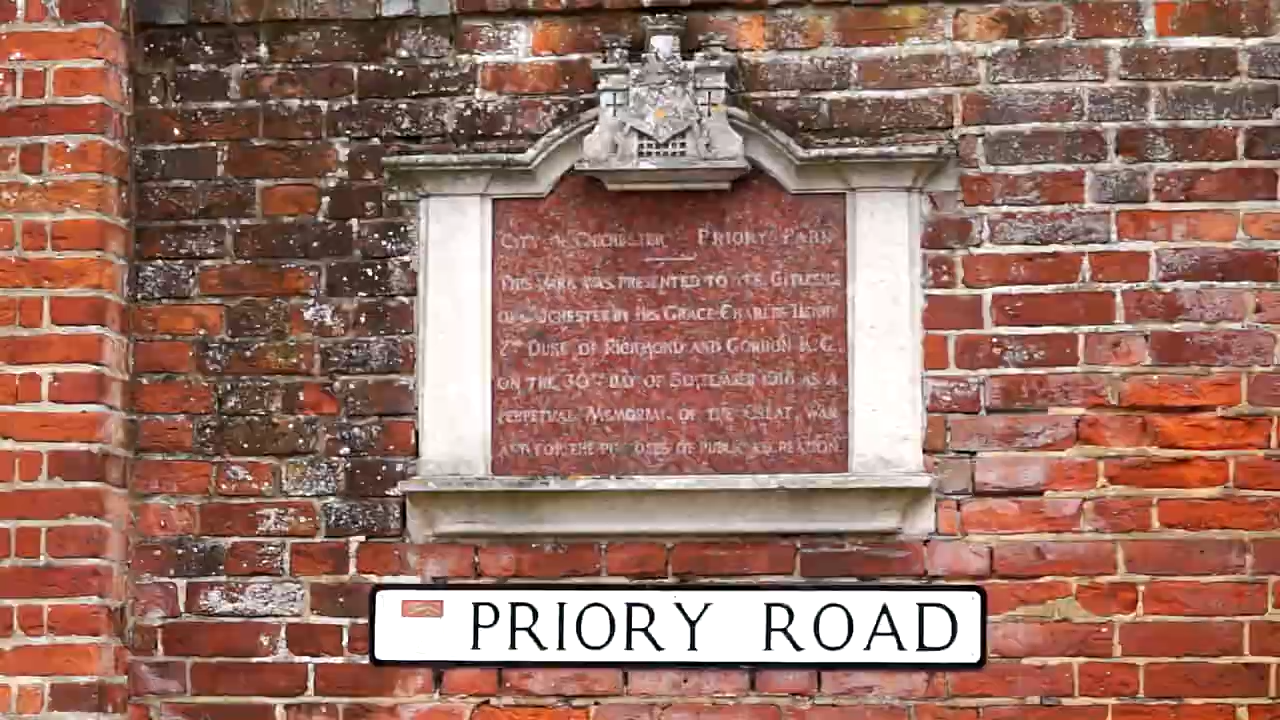 CITY OF CHICHESTER PRIORY PARK
THIS PARK WAS PRESENTED TO THE CITIZENS
OF CHICHESTER BY HIS GRACE CHARLES HENRY
7TH DUKE OF RICHMOND AND GORDON K.G.,
ON THE 30TH DAY OF SEPTEMBER 1918 AS A
PERPETUAL MEMORIAL OF THE GREAT WAR
AND FOR THE PURPOSES OF PUBLIC RECREATION
PRIORY ROAD